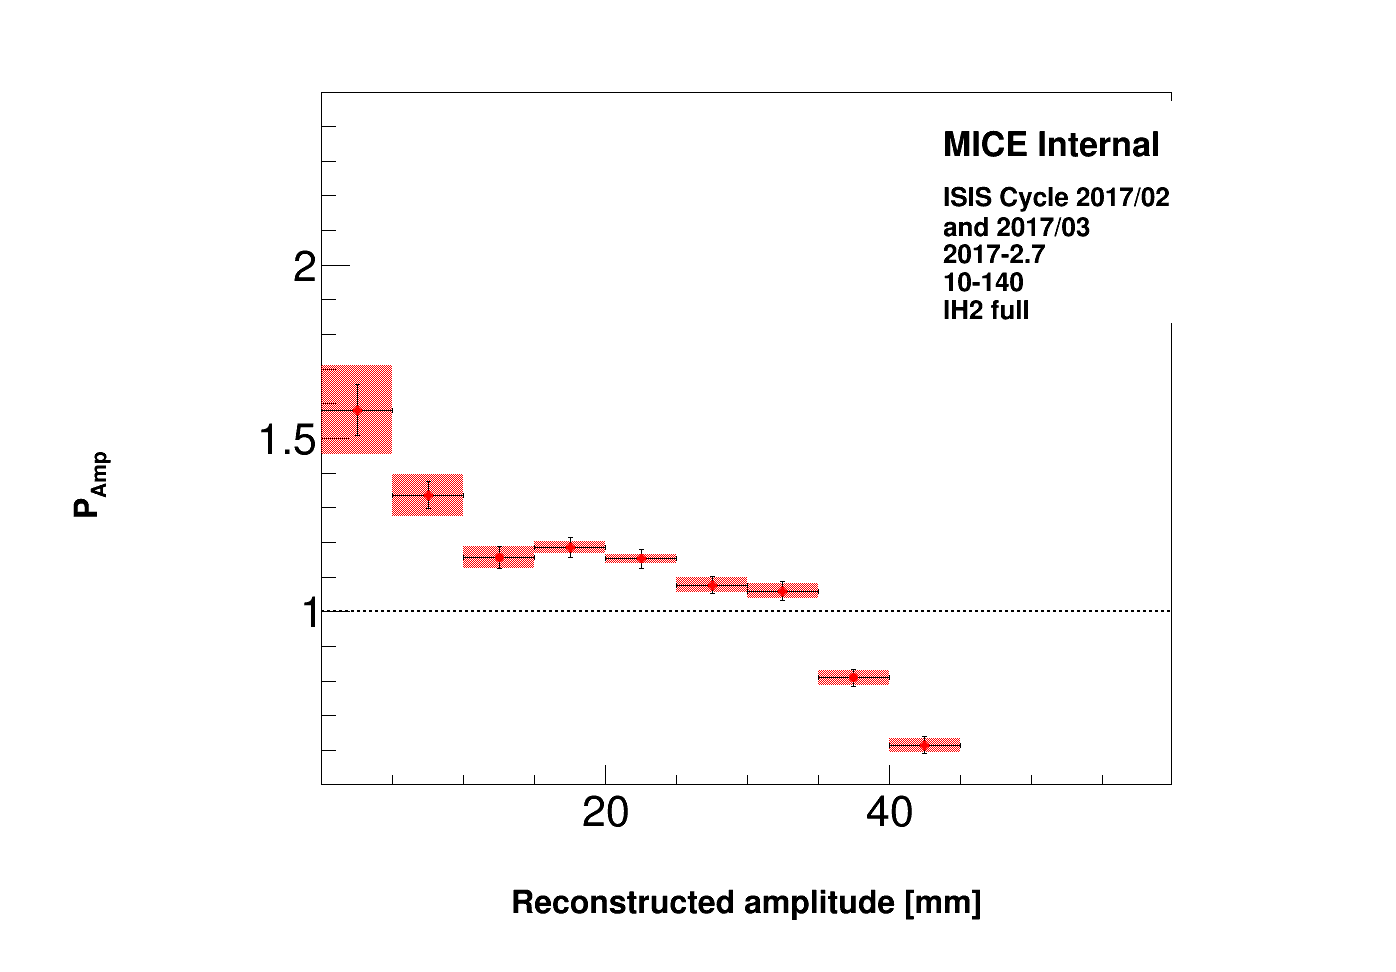 MICE Internal
ISIS Cycle 2017/02
and 2017/03
2017-2.7
10-140
IH2 full
2
1.5
1
P_Amp
20
40
Reconstructed amplitude [mm]